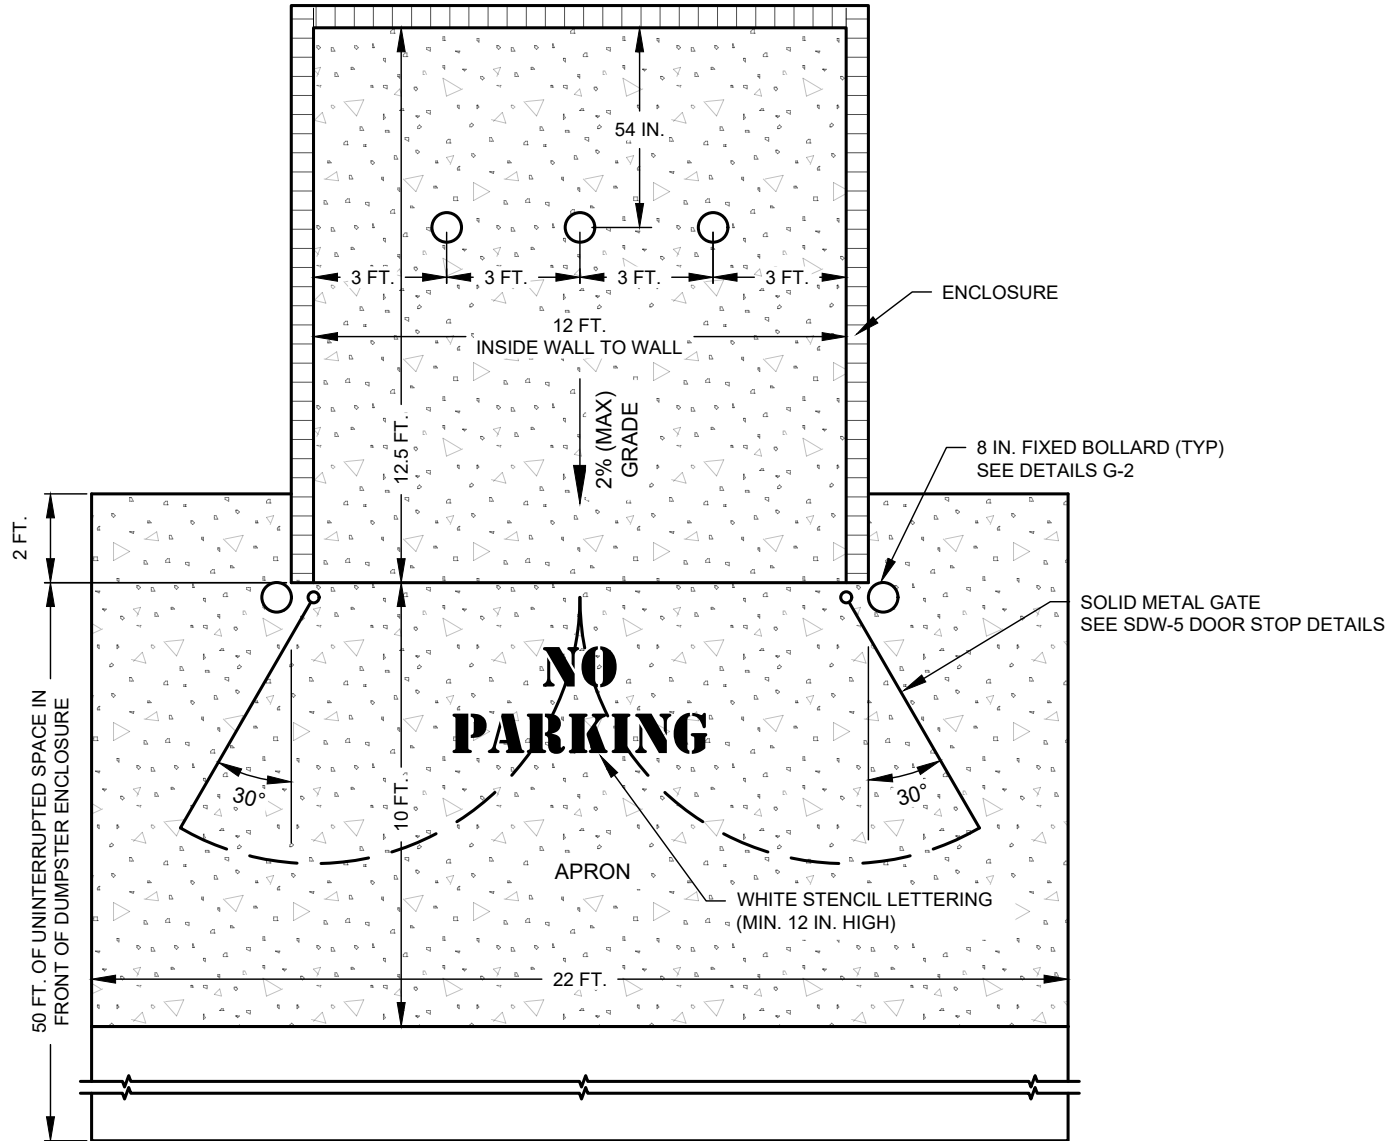 54 IN.
3 FT.
3 FT.
3 FT.
3 FT.
ENCLOSURE
12 FT.
INSIDE WALL TO WALL
12.5 FT.
2% (MAX)
GRADE
8 IN. FIXED BOLLARD (TYP)
SEE DETAILS G-2
2 FT.
SOLID METAL GATE
SEE SDW-5 DOOR STOP DETAILS
NO
PARKING
50 FT. OF UNINTERRUPTED SPACE IN
FRONT OF DUMPSTER ENCLOSURE
30°
10 FT.
30°
APRON
WHITE STENCIL LETTERING
(MIN. 12 IN. HIGH)
22 FT.